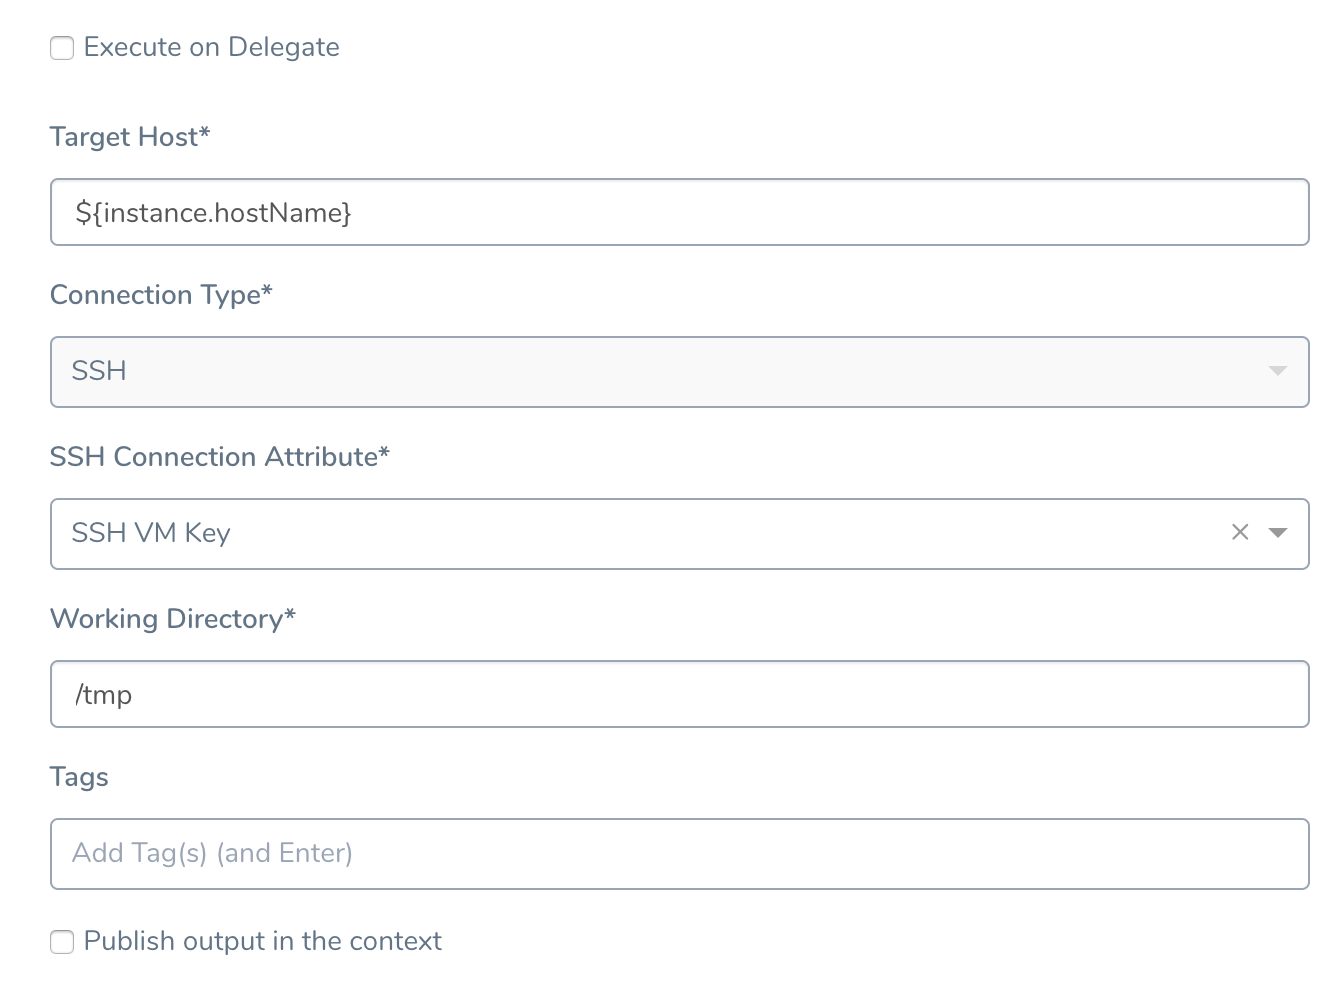 Execute on Delegate
Target Host*
${instance.hostName}
Connection Type*
SSH
SSH Connection Attribute*
SSH VM Key
Working Directory*
/tmp
Tags
Add Tag(s) (and Enter)
Publish output in the context